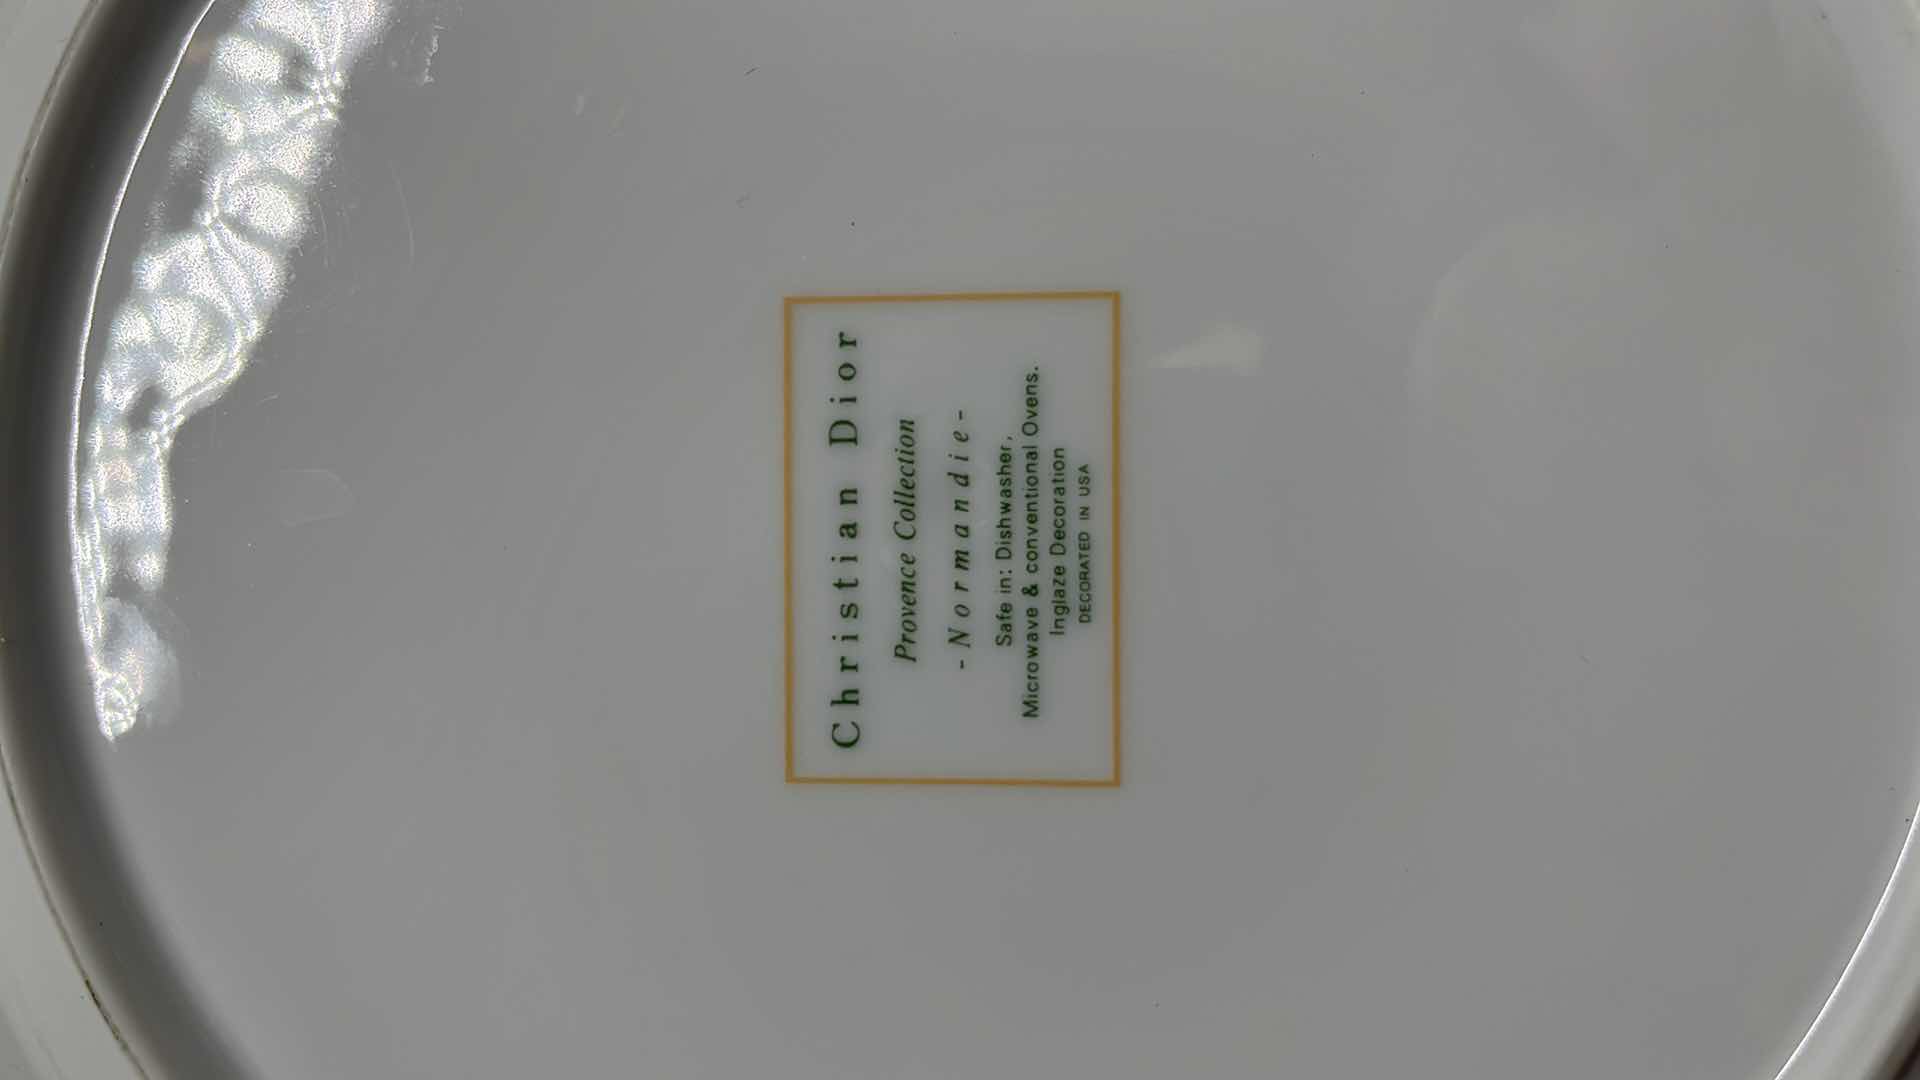 Christian Dior
Provence Collection
- Normandie -
Safe in: Dishwasher,
Microwave & conventional Ovens.
Inglaze Decoration
DECORATED IN USA